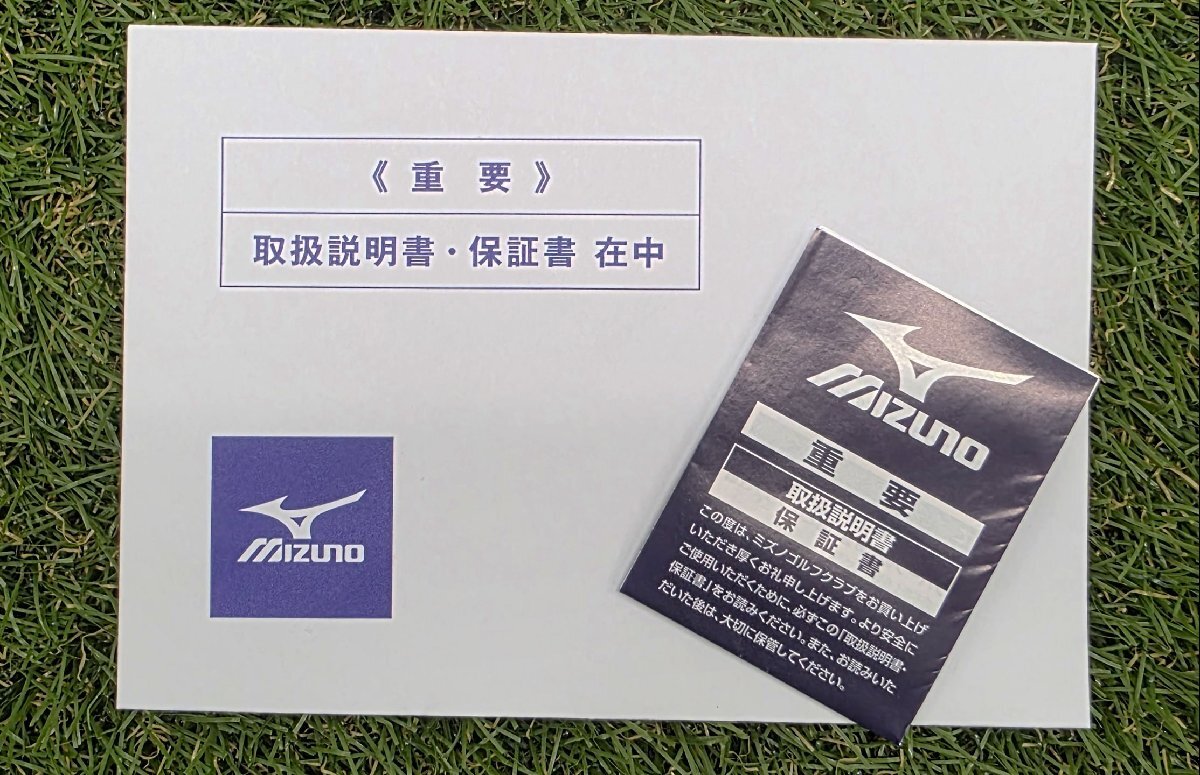 《 重 要 》
取扱説明書・保証書 在中
MIZUNO
MIZUNO
重 要
取扱説明書
保 証 書
この度は、ミズノゴルフクラブをお買い上げ
いただき厚くお礼申し上げます。より安全に
ご使用いただくために、必ずこの「取扱説明書・
保証書」をお読みください。また、お読みいた
だいた後は、大切に保管してください。